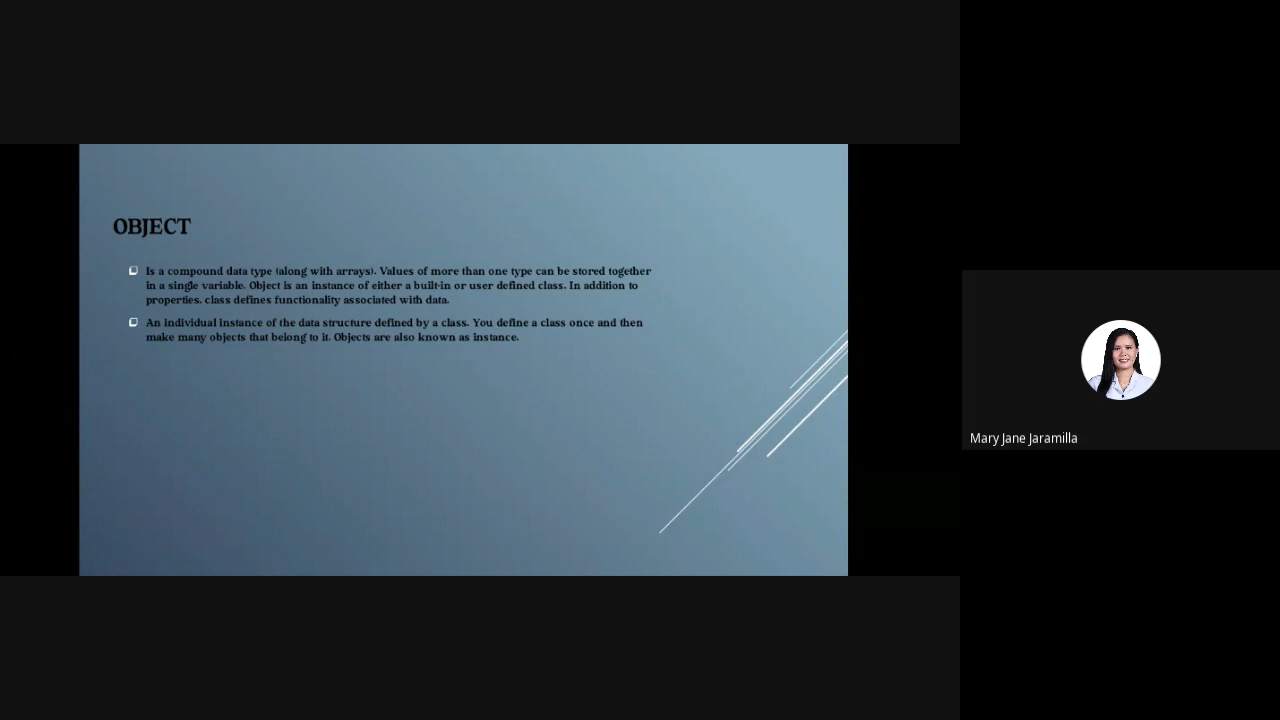 OBJECT
Is a compound data type (along with arrays). Values of more than one type can be stored together
in a single variable. Object is an instance of either a built-in or user defined class. In addition to
properties. class defines functionality associated with data.
An individual instance of the data structure defined by a class. You define a class once and then
make many objects that belong to it. Objects are also known as instance.
Mary Jane Jaramilla